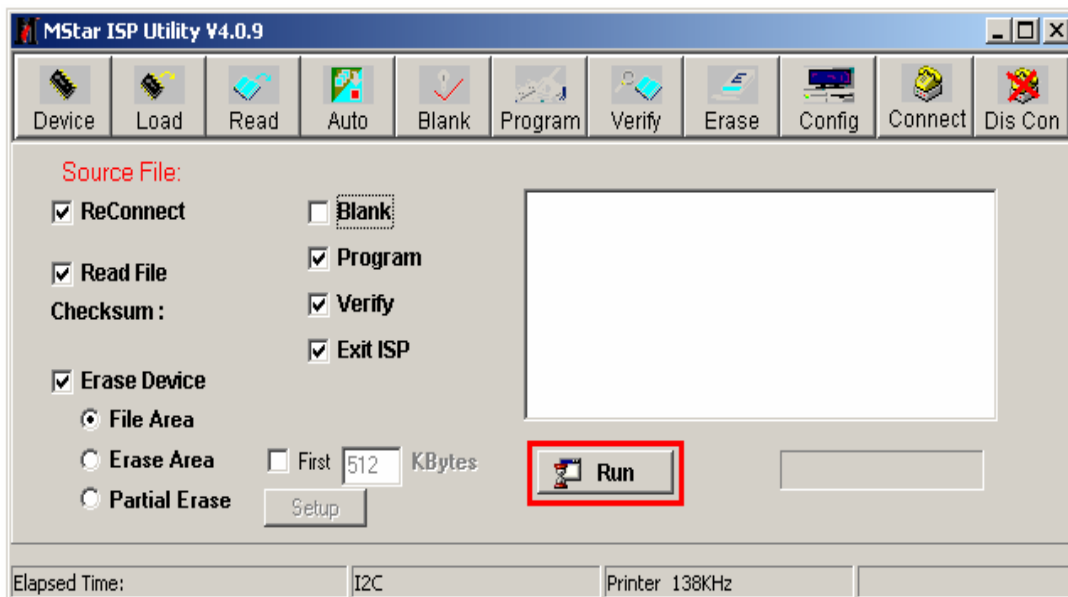 MStar ISP Utility V4.0.9
Device Load Read Auto Blank Program Verify Erase Config Connect Dis Con
Source File:
ReConnect Blank
Program
Read File
Checksum : Verify
Exit ISP
Erase Device
File Area
Erase Area First 512 KBytes Run
Partial Erase Setup
Elapsed Time: I2C Printer 138KHz